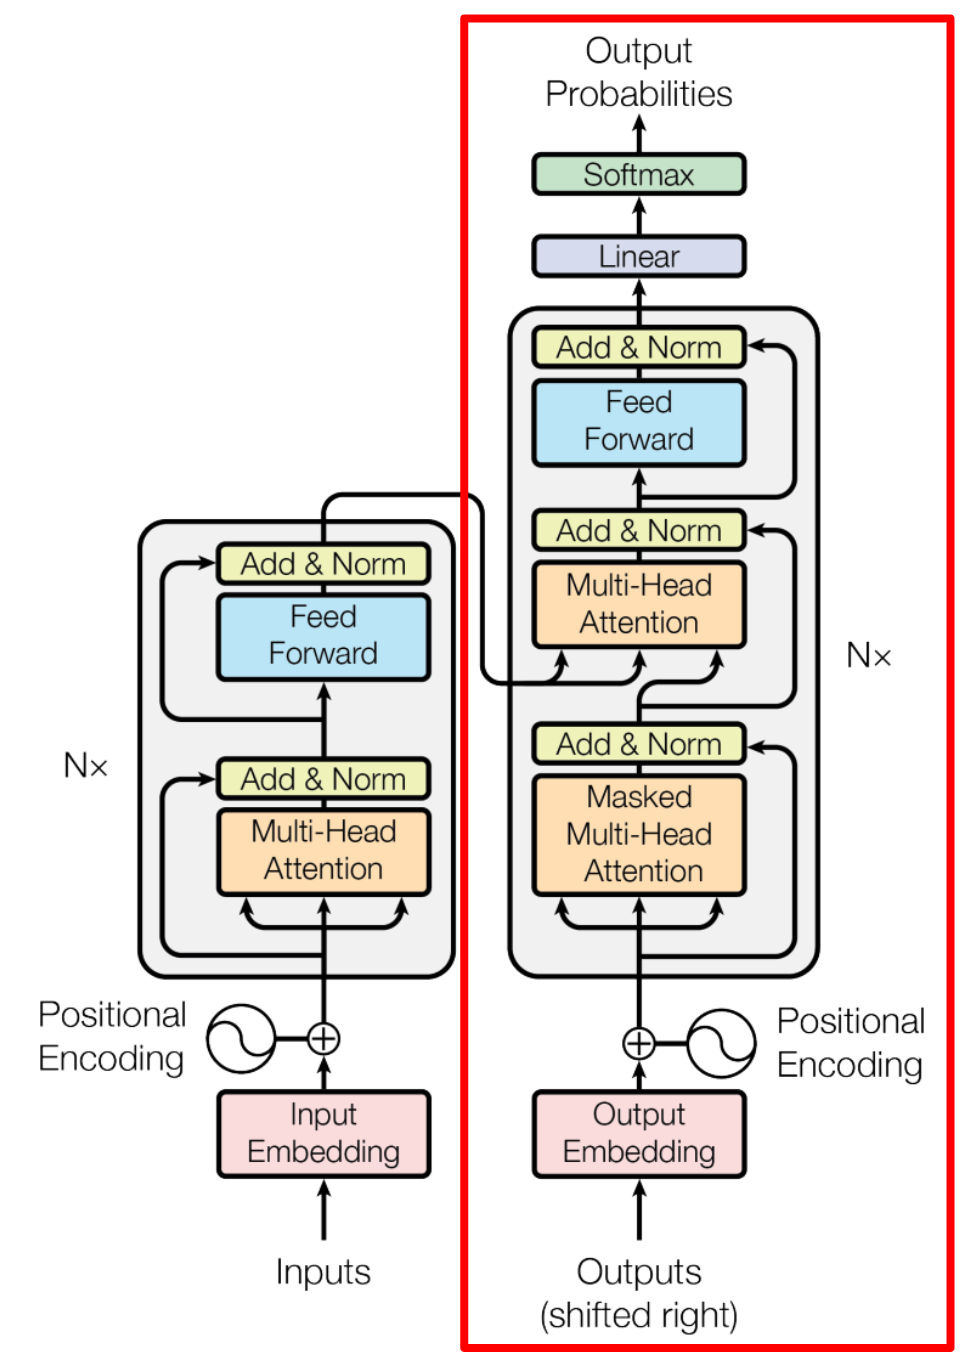 Output
Probabilities
Softmax
Linear
Add & Norm
Feed
Forward
Add & Norm
Multi-Head
Attention
N×
Add & Norm
Masked
Multi-Head
Attention
Positional
Encoding
Output
Embedding
Outputs
(shifted right)
Add & Norm
Feed
Forward
N×
Add & Norm
Multi-Head
Attention
Positional
Encoding
Input
Embedding
Inputs